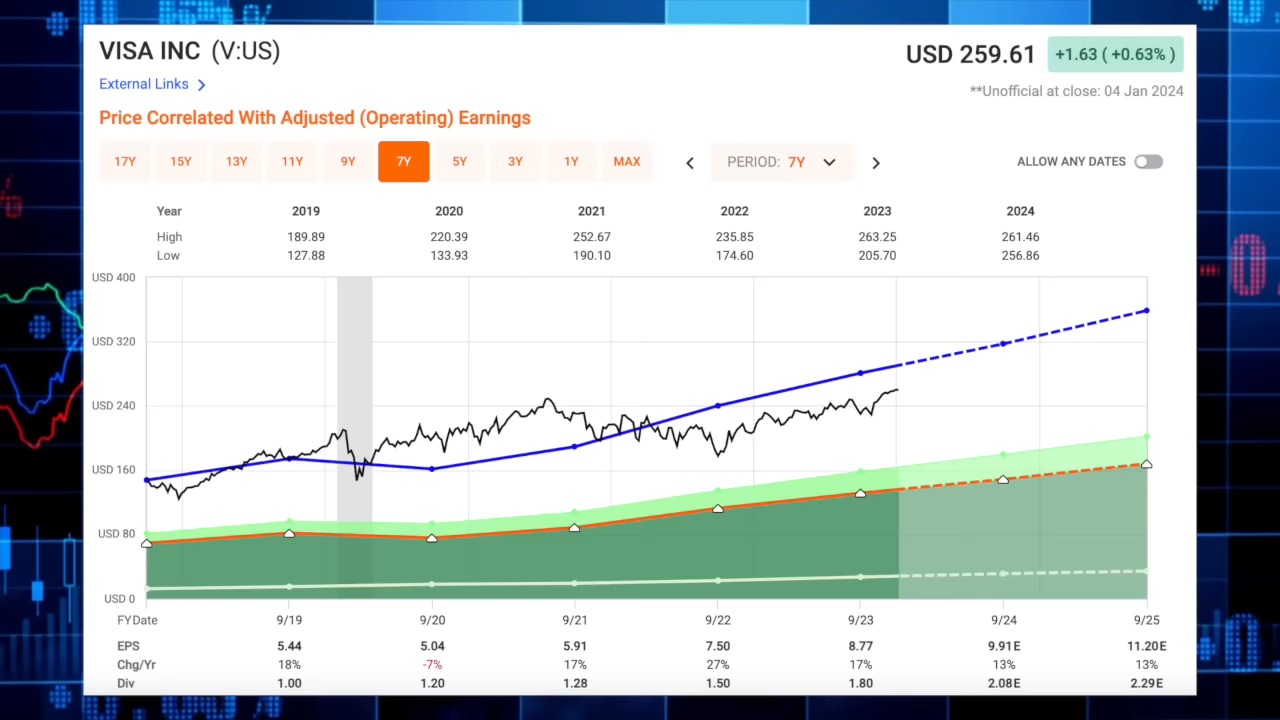 VISA INC (V:US)
USD 259.61 +1.63 ( +0.63% )
External Links
**Unofficial at close: 04 Jan 2024
Price Correlated With Adjusted (Operating) Earnings
17Y 15Y 13Y 11Y 9Y 7Y 5Y 3Y 1Y MAX PERIOD: 7Y ALLOW ANY DATES
Year 2019 2020 2021 2022 2023 2024
High 189.89 220.39 252.67 235.85 263.25 261.46
Low 127.88 133.93 190.10 174.60 205.70 256.86
USD 400
USD 320
USD 240
USD 160
USD 80
USD 0
FYDate 9/19 9/20 9/21 9/22 9/23 9/24 9/25
EPS 5.44 5.04 5.91 7.50 8.77 9.91E 11.20E
Chg/Yr 18% -7% 17% 27% 17% 13% 13%
Div 1.00 1.20 1.28 1.50 1.80 2.08E 2.29E